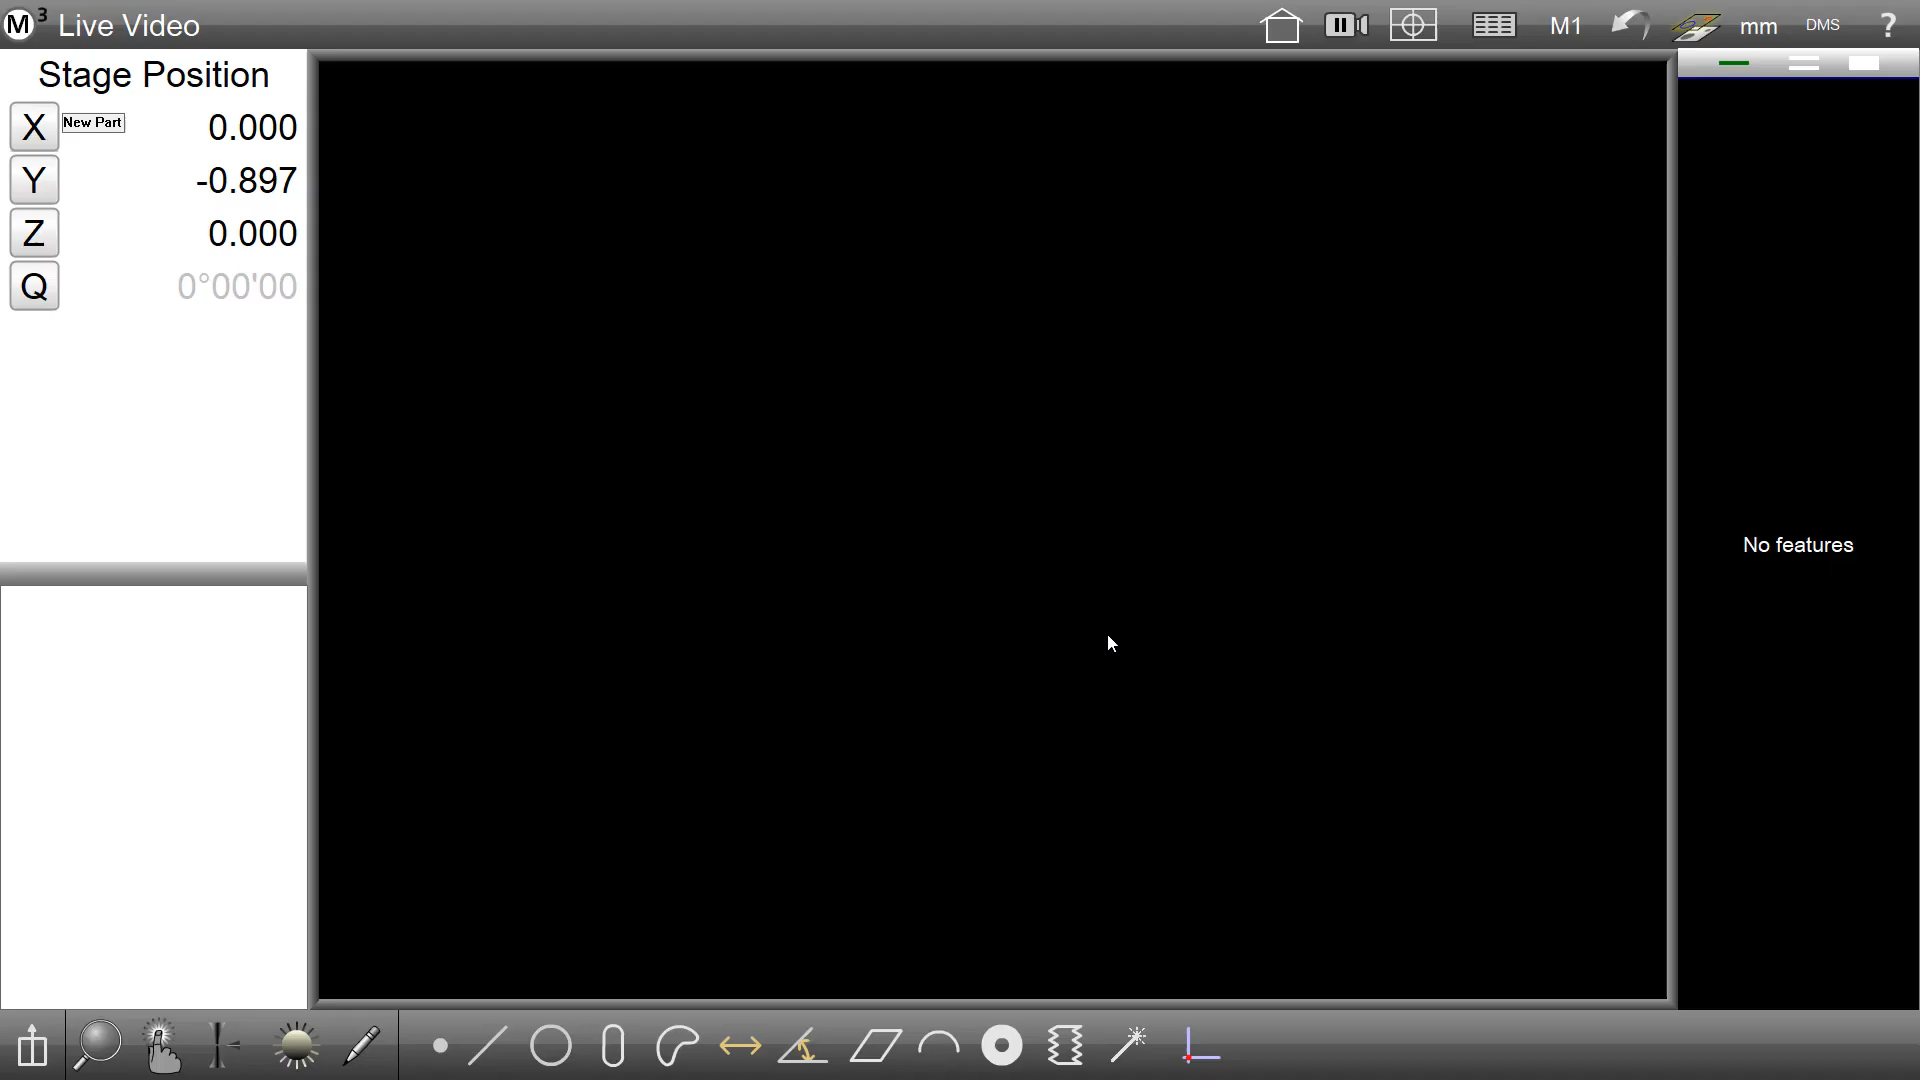 M3 Live Video
M1 mm DMS ?
Stage Position
X New Part 0.000
Y -0.897
Z 0.000
Q 0°00'00
No features